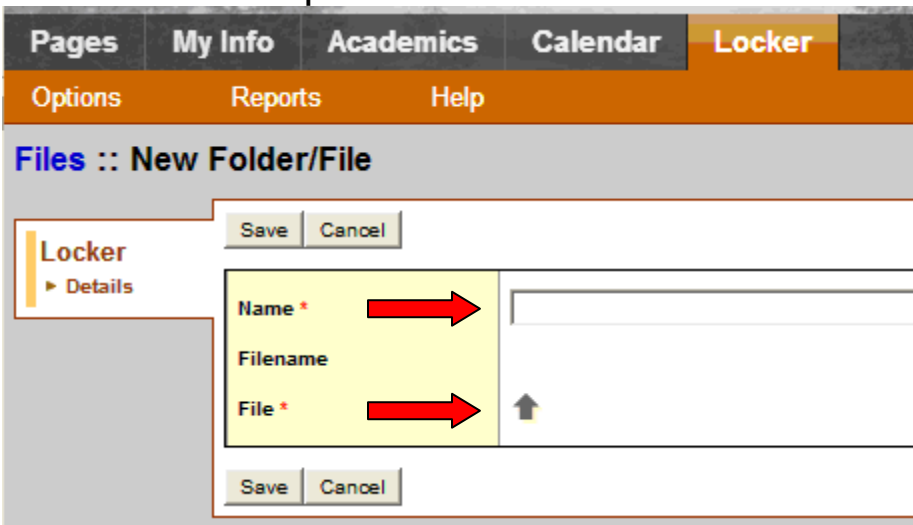 Pages My Info Academics Calendar Locker
Options Reports Help
Files :: New Folder/File
Save Cancel
Locker
Details
Name *
Filename
File *
Save Cancel